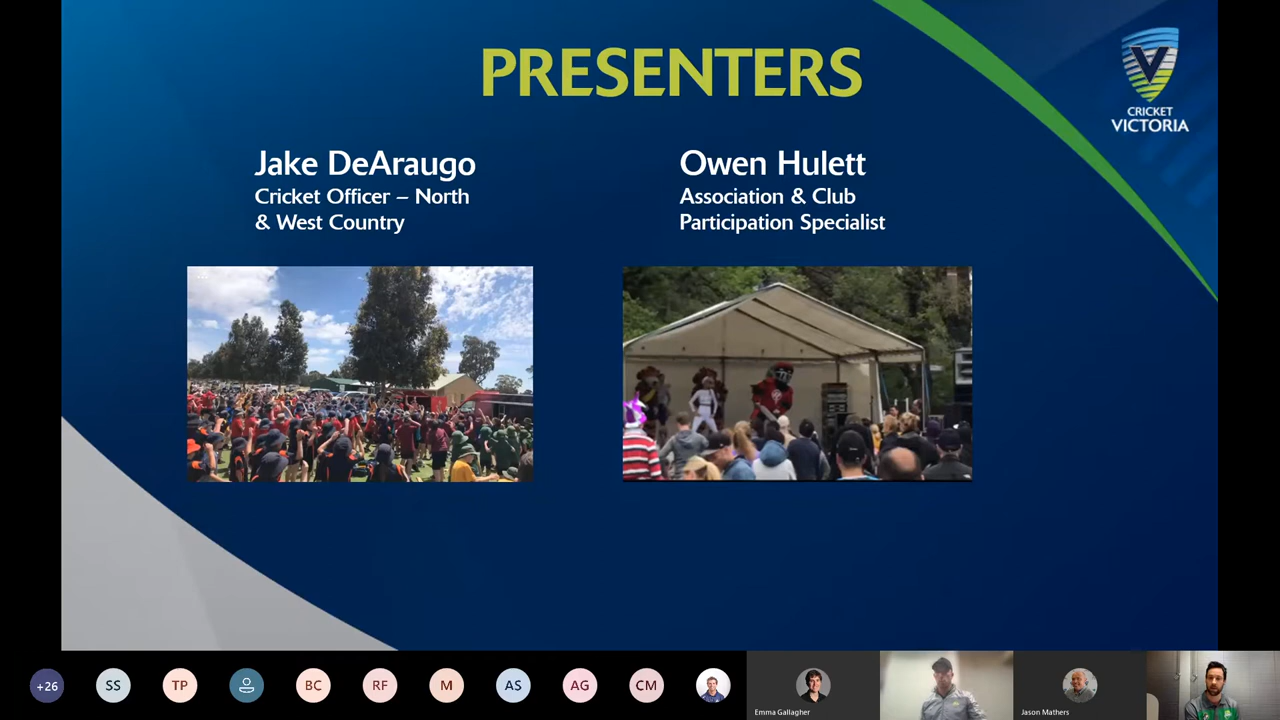 PRESENTERS
CRICKET
VICTORIA
Jake DeAraugo
Cricket Officer – North
& West Country
Owen Hulett
Association & Club
Participation Specialist
+26
SS
TP
BC
RF
M
AS
AG
CM
Emma Gallagher
Jason Mathers